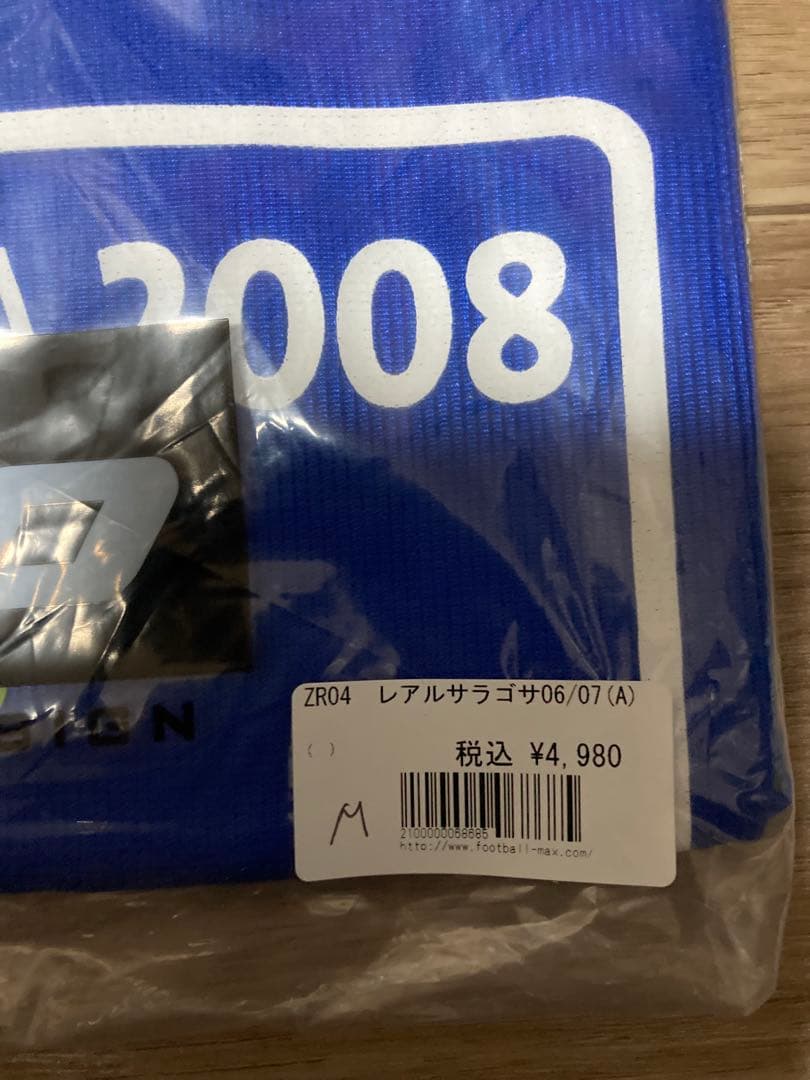 A 2008
SIGN
ZR04 レアルサラゴサ06/07(A)
( ) 税込 ¥4,980
M
2100000068685
http://www.football-max.com/